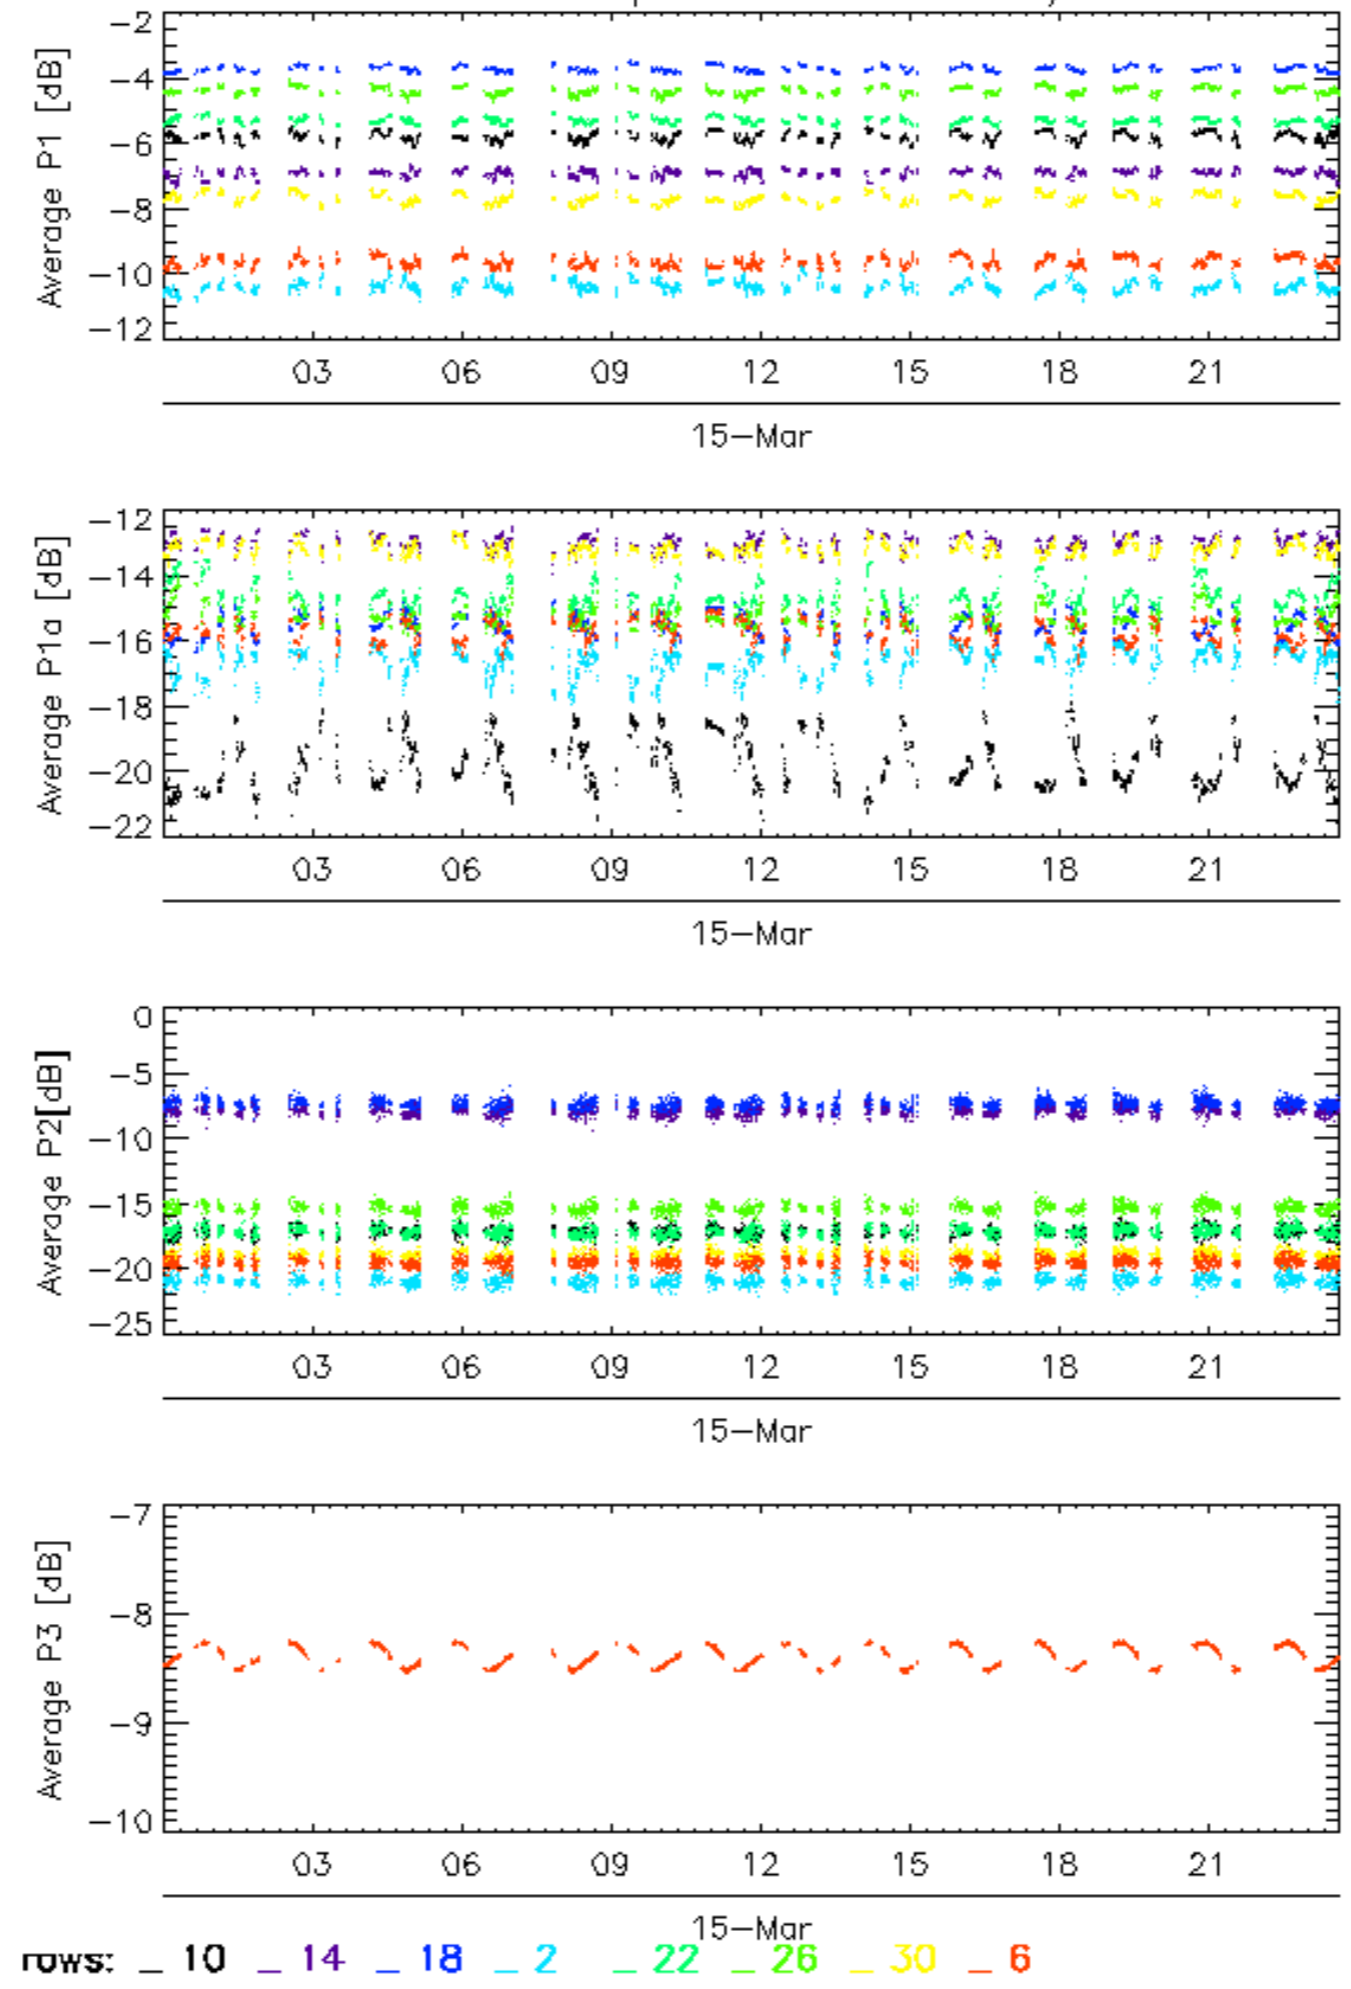 −2
−4
−6
−8
−10
−12
Average P1 [dB]
03 06 09 12 15 18 21
15−Mar
−12
−14
−16
−18
−20
−22
Average P1a [dB]
03 06 09 12 15 18 21
15−Mar
0
−5
−10
−15
−20
−25
Average P2[dB]
03 06 09 12 15 18 21
15−Mar
−7
−8
−9
−10
Average P3 [dB]
03 06 09 12 15 18 21
15−Mar
rows: _ 10 _ 14 _ 18 _ 2 _ 22 _ 26 _ 30 _ 6